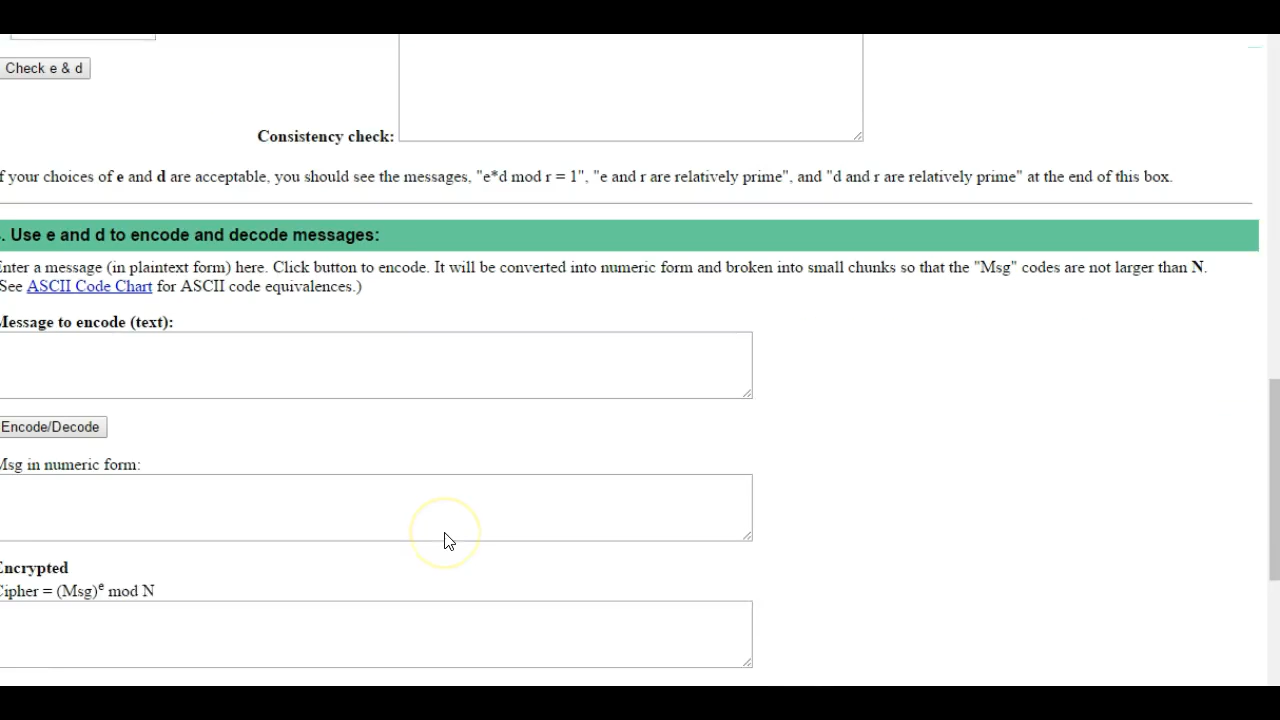 Check e & d
Consistency check:
f your choices of e and d are acceptable, you should see the messages, "e*d mod r = 1", "e and r are relatively prime", and "d and r are relatively prime" at the end of this box.
. Use e and d to encode and decode messages:
Enter a message (in plaintext form) here. Click button to encode. It will be converted into numeric form and broken into small chunks so that the "Msg" codes are not larger than N.
See ASCII Code Chart for ASCII code equivalences.)
Message to encode (text):
Encode/Decode
Msg in numeric form:
Encrypted
Cipher = (Msg)^e mod N